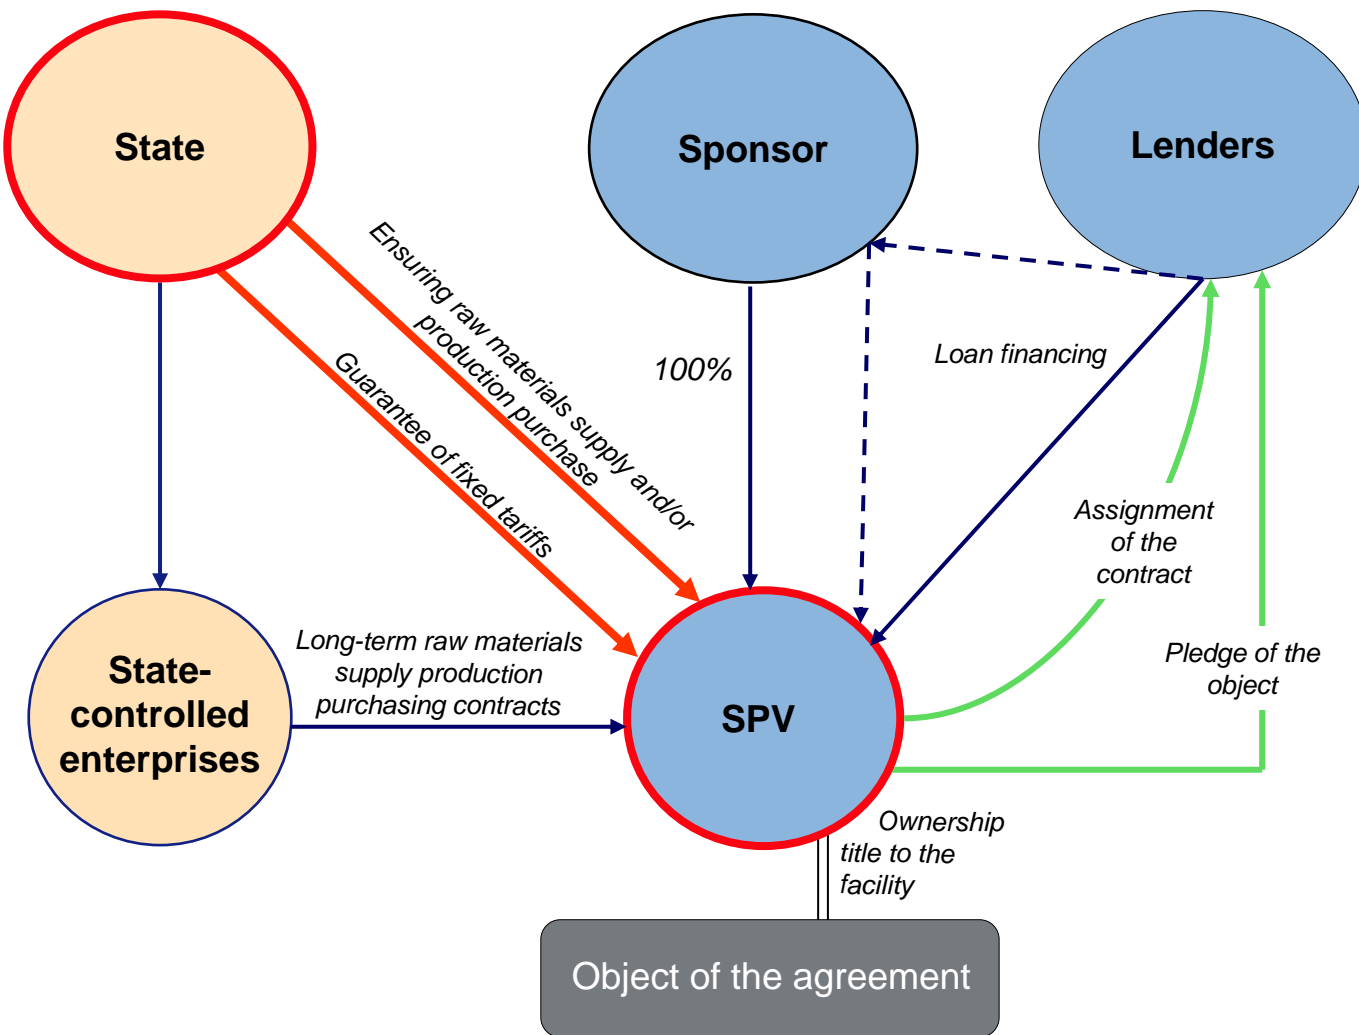 State
Sponsor
Lenders
Ensuring raw materials supply and/or
production purchase
Guarantee of fixed tariffs
100%
Loan financing
Assignment
of the
contract
Pledge of the
object
State-
controlled
enterprises
Long-term raw materials
supply production
purchasing contracts
SPV
Ownership
title to the
facility
Object of the agreement